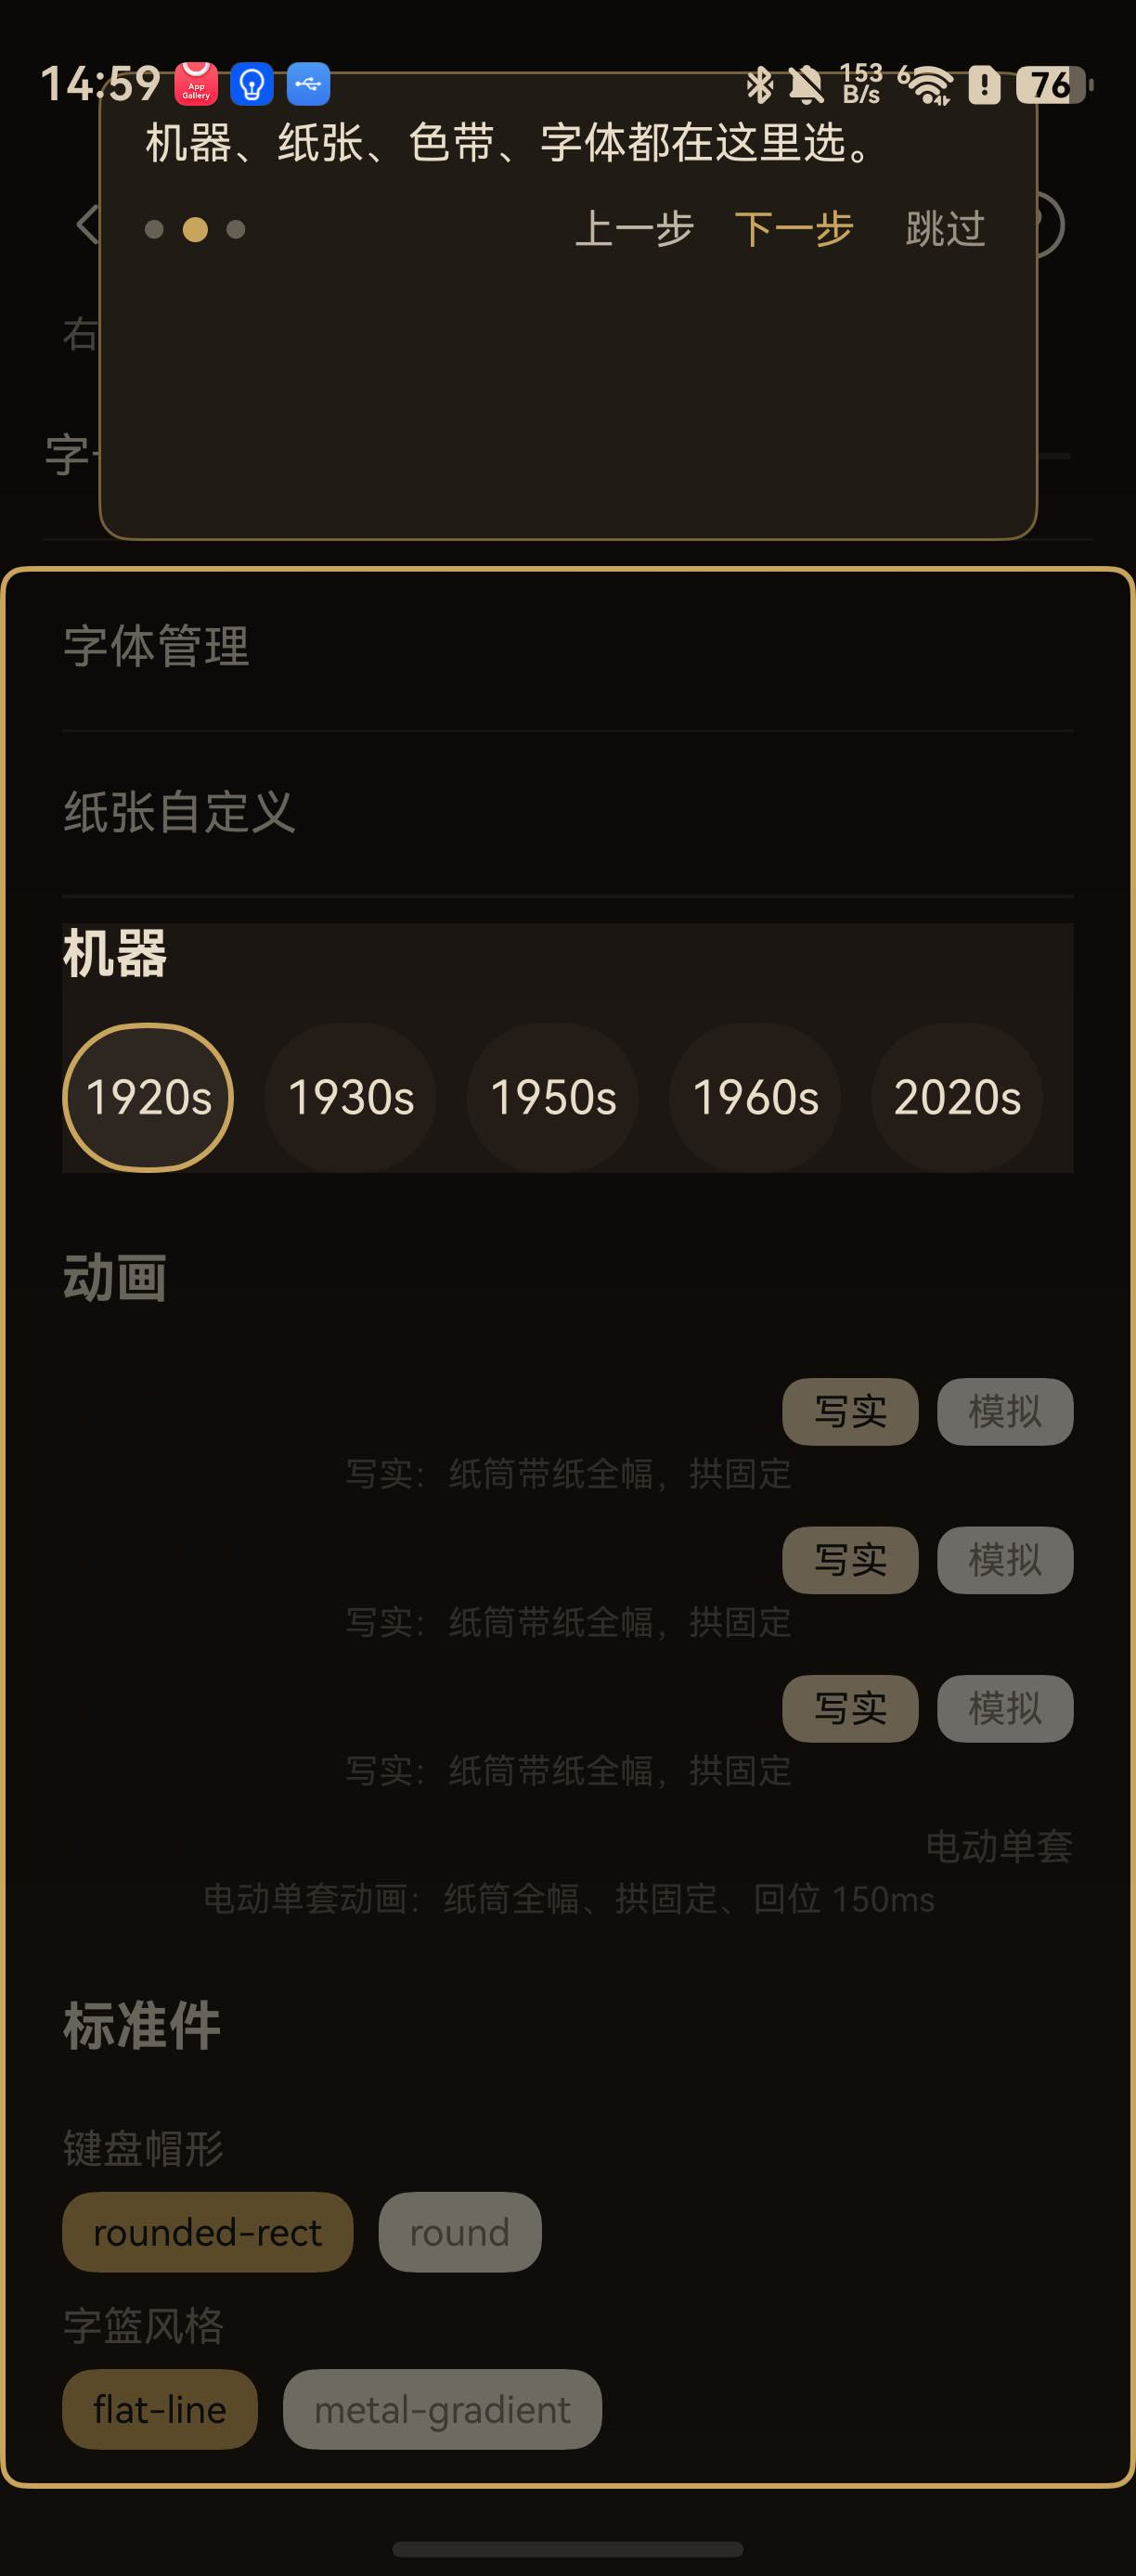 14:59
App
Gallery
153
B/s
6
76
机器、纸张、色带、字体都在这里选。
上一步 下一步 跳过
右
字
字体管理
纸张自定义
机器
1920s 1930s 1950s 1960s 2020s
动画
写实 模拟
写实：纸筒带纸全幅，拱固定
写实 模拟
写实：纸筒带纸全幅，拱固定
写实 模拟
写实：纸筒带纸全幅，拱固定
电动单套
电动单套动画：纸筒全幅、拱固定、回位 150ms
标准件
键盘帽形
rounded-rect round
字篮风格
flat-line metal-gradient